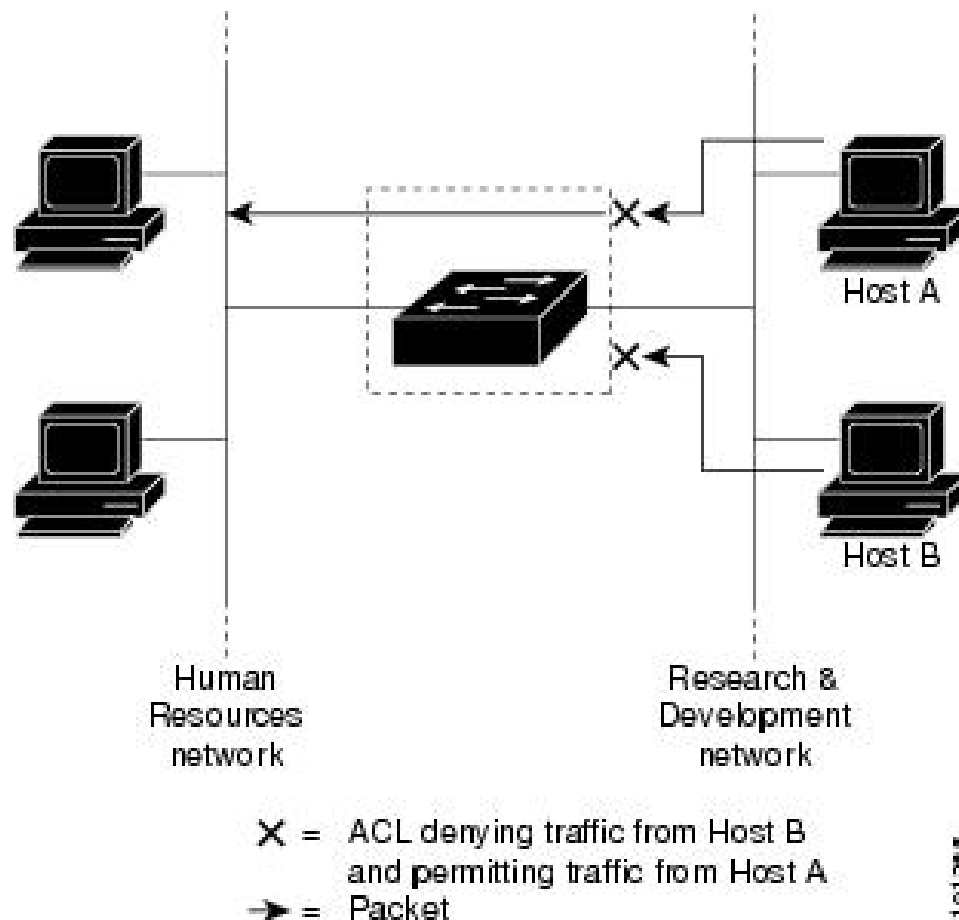 Host A
Host B
Human
Resources
network
Research &
Development
network
X = ACL denying traffic from Host B
and permitting traffic from Host A
→ = Packet